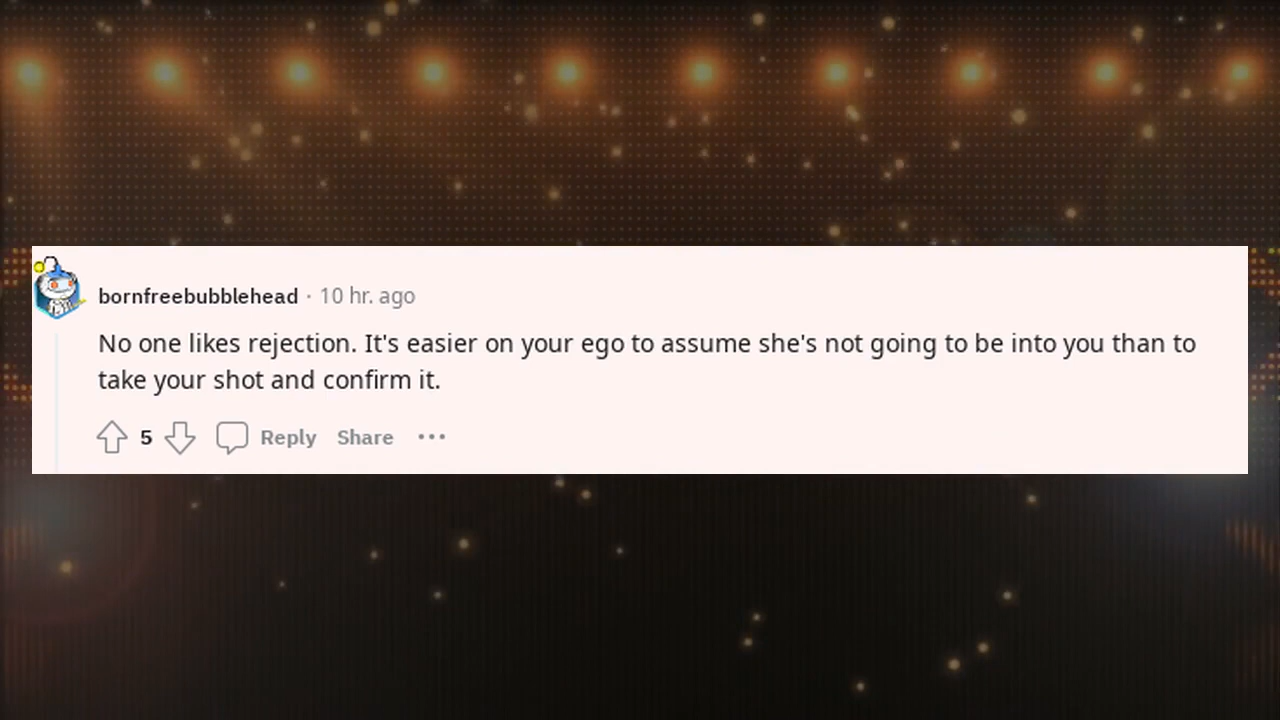 bornfreebubblehead · 10 hr. ago
No one likes rejection. It's easier on your ego to assume she's not going to be into you than to
take your shot and confirm it.
5 Reply Share